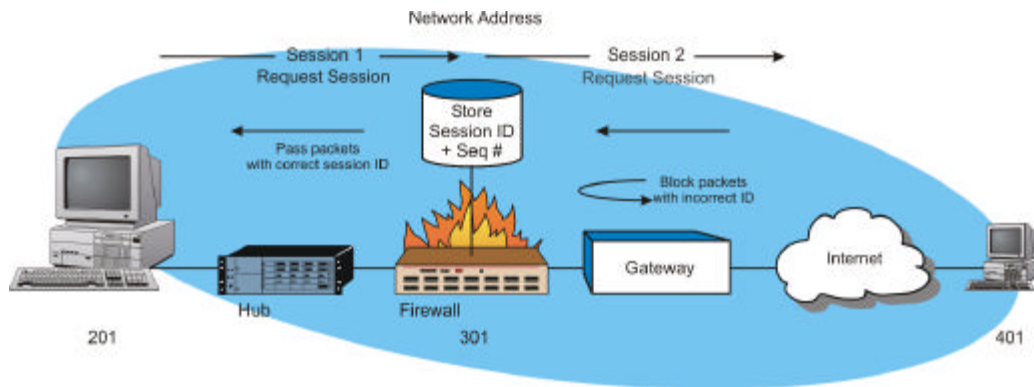 Network Address
Session 1
Request Session
Session 2
Request Session
Store
Session ID
+ Seq #
Pass packets
with correct session ID
Block packets
with incorrect ID
Gateway
Internet
Hub
Firewall
201
301
401